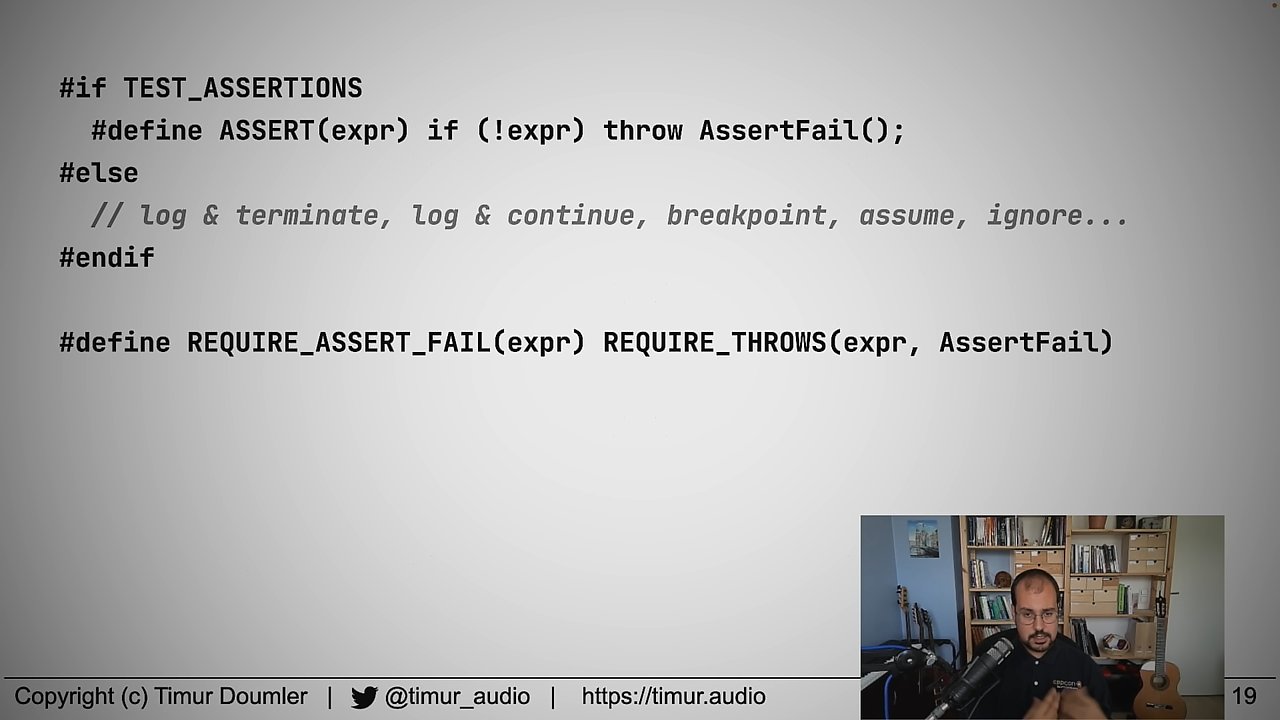 #if TEST_ASSERTIONS
#define ASSERT(expr) if (!expr) throw AssertFail();
#else
// log & terminate, log & continue, breakpoint, assume, ignore...
#endif
#define REQUIRE_ASSERT_FAIL(expr) REQUIRE_THROWS(expr, AssertFail)
Copyright (c) Timur Doumler | @timur_audio | https://timur.audio 19